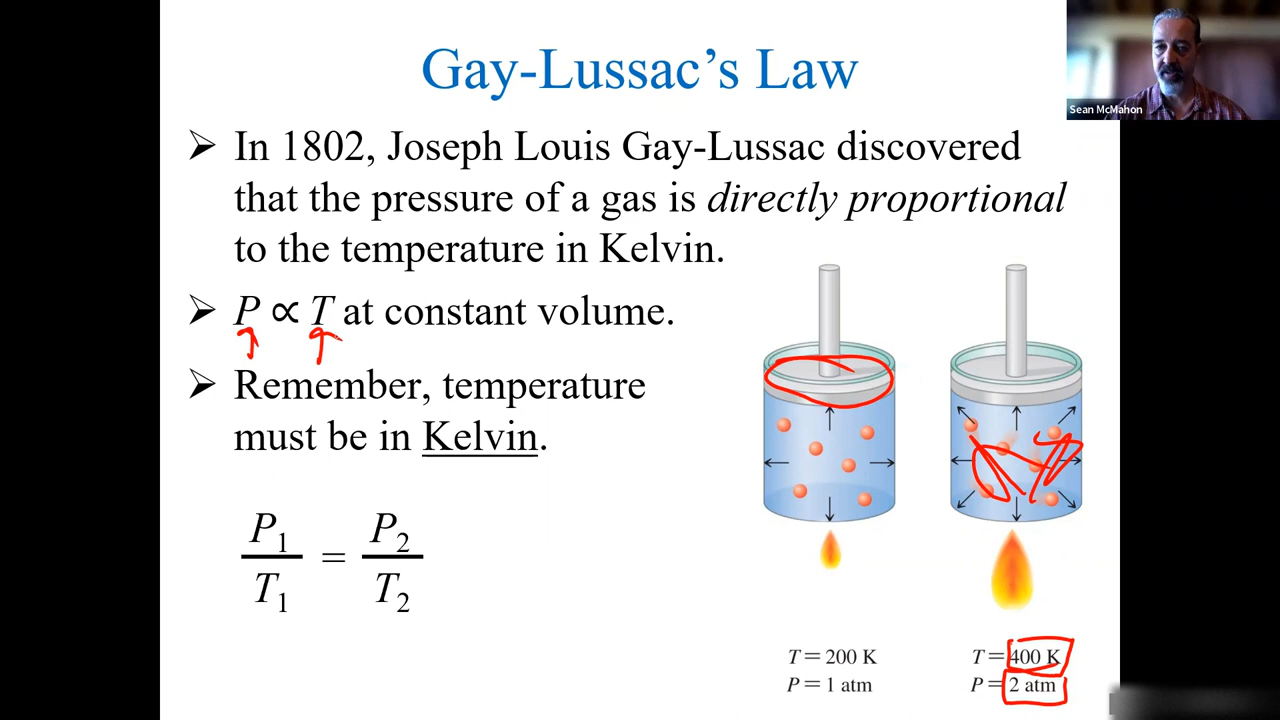 Gay-Lussac’s Law
Sean McMahon
➢ In 1802, Joseph Louis Gay-Lussac discovered
that the pressure of a gas is directly proportional
to the temperature in Kelvin.
➢ P ∝ T at constant volume.
➢ Remember, temperature
must be in Kelvin.
P₁/T₁ = P₂/T₂
T = 200 K
P = 1 atm
T = 400 K
P = 2 atm